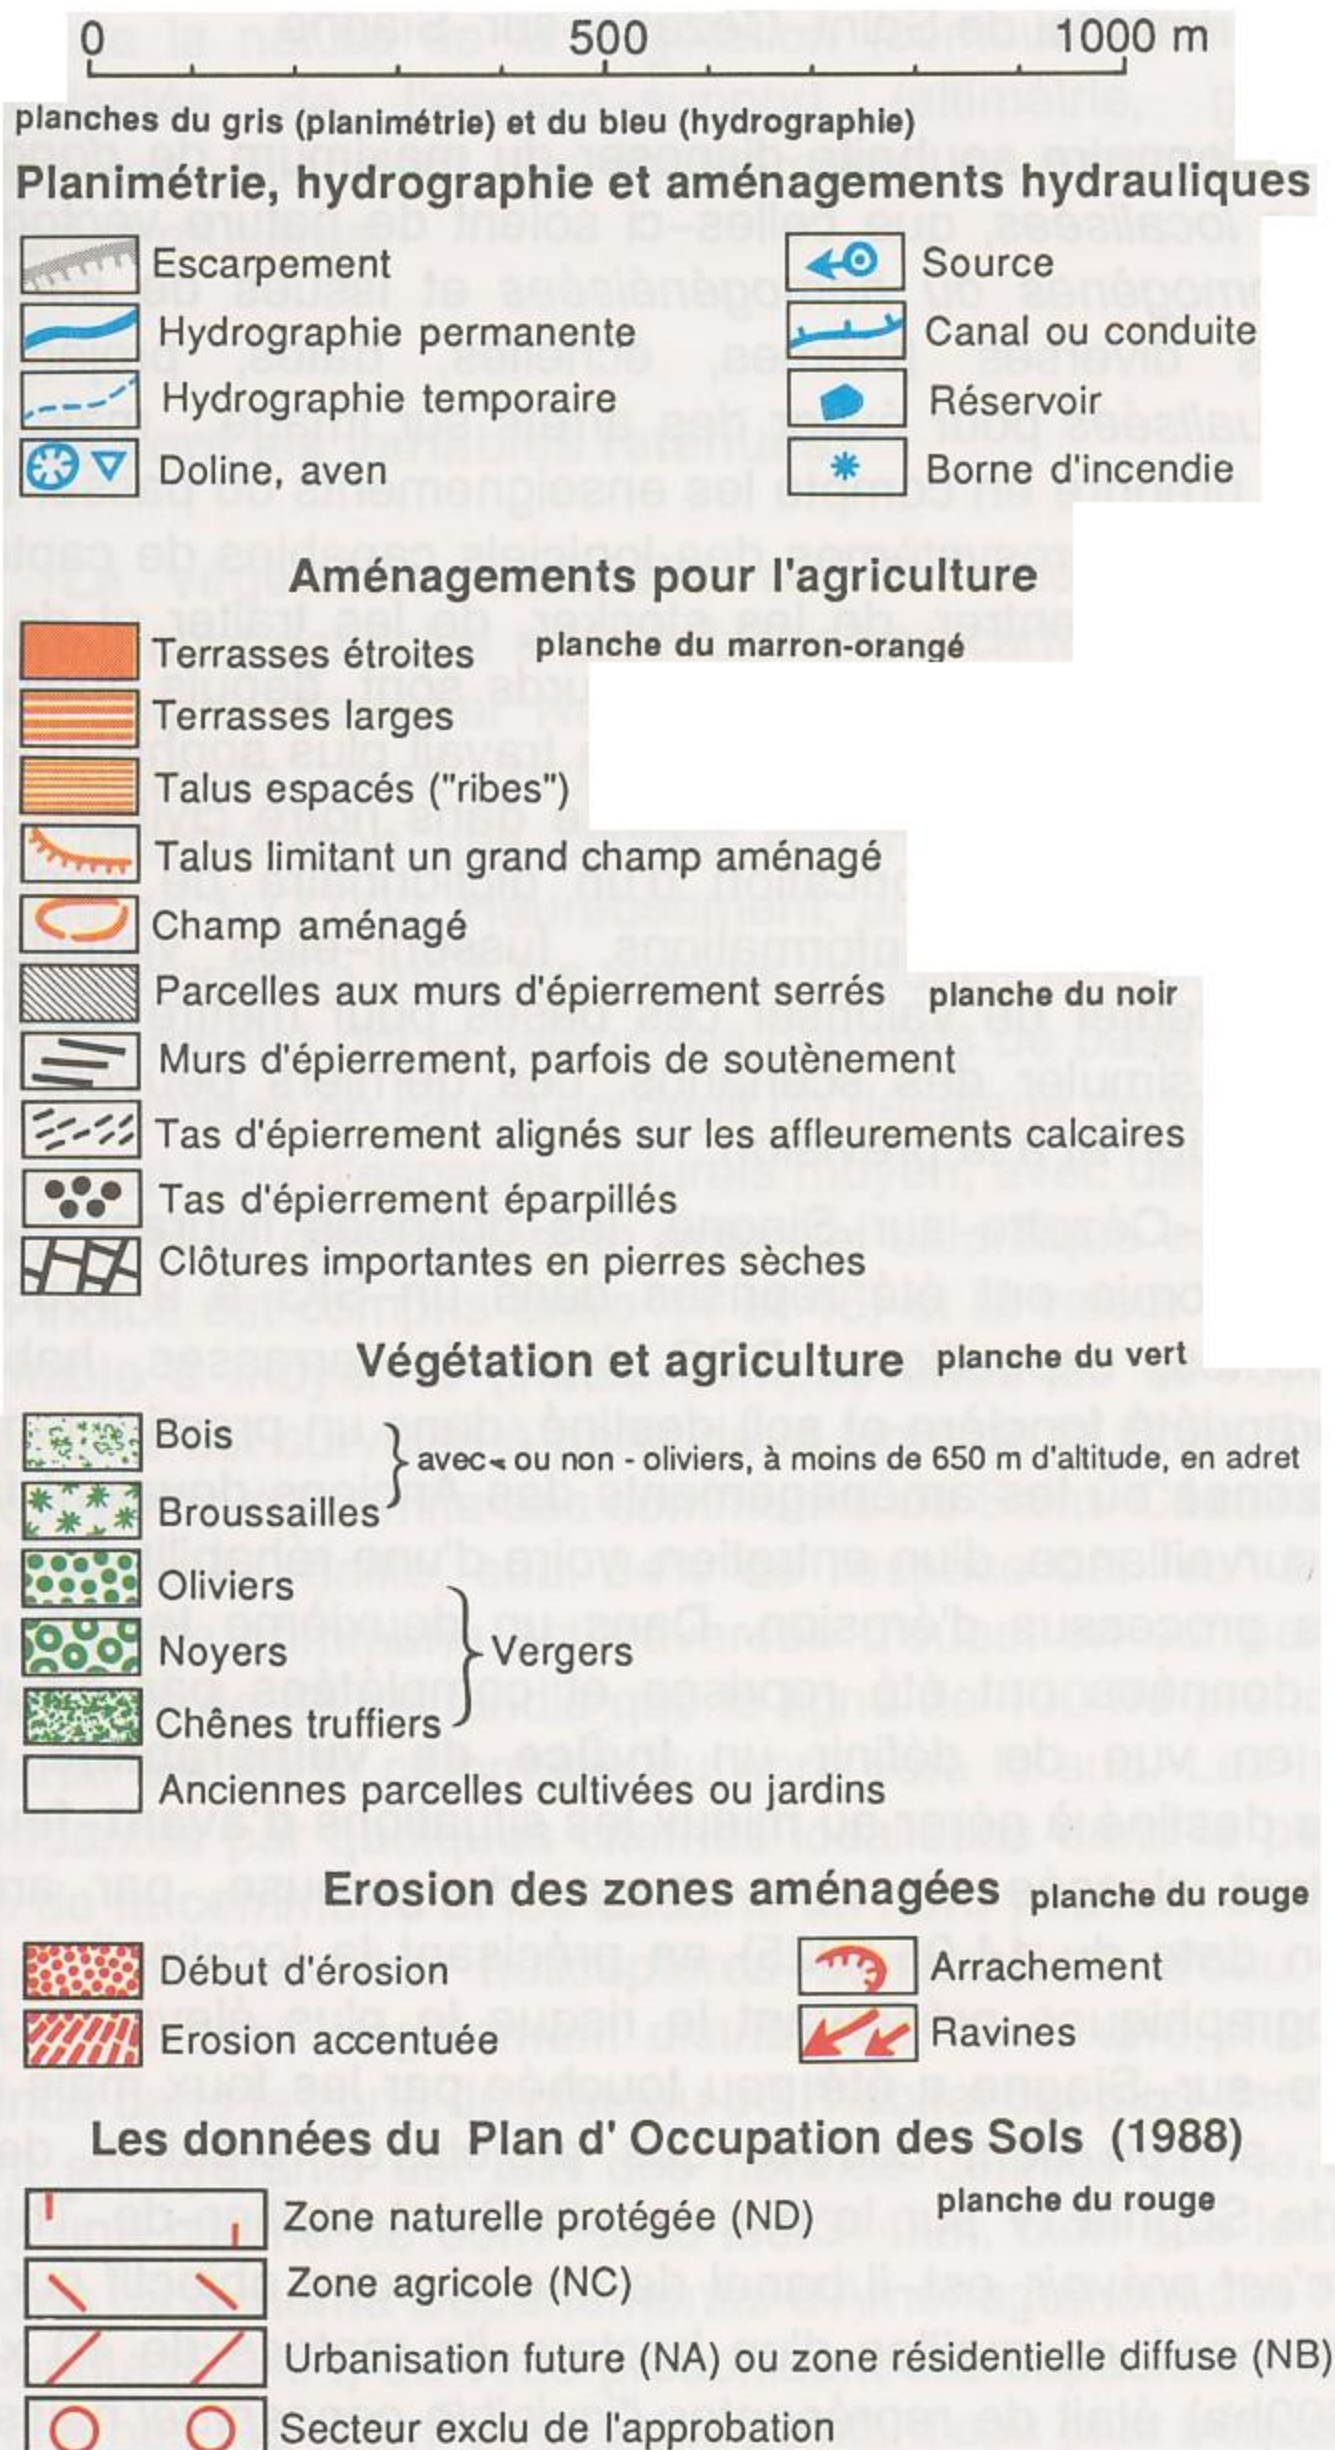 0 500 1000 m
planches du gris (planimétrie) et du bleu (hydrographie)
Planimétrie, hydrographie et aménagements hydrauliques
Escarpement
Hydrographie permanente
Hydrographie temporaire
Doline, aven
Source
Canal ou conduite
Réservoir
Borne d'incendie
Aménagements pour l'agriculture
planche du marron-orangé
Terrasses étroites
Terrasses larges
Talus espacés ("ribes")
Talus limitant un grand champ aménagé
Champ aménagé
Parcelles aux murs d'épierrement serrés planche du noir
Murs d'épierrement, parfois de soutènement
Tas d'épierrement alignés sur les affleurements calcaires
Tas d'épierrement éparpillés
Clôtures importantes en pierres sèches
Végétation et agriculture planche du vert
Bois
Broussailles
avec ou non - oliviers, à moins de 650 m d'altitude, en adret
Oliviers
Noyers
Chênes truffiers
Vergers
Anciennes parcelles cultivées ou jardins
Erosion des zones aménagées planche du rouge
Début d'érosion
Erosion accentuée
Arrachement
Ravines
Les données du Plan d' Occupation des Sols (1988)
planche du rouge
Zone naturelle protégée (ND)
Zone agricole (NC)
Urbanisation future (NA) ou zone résidentielle diffuse (NB)
Secteur exclu de l'approbation